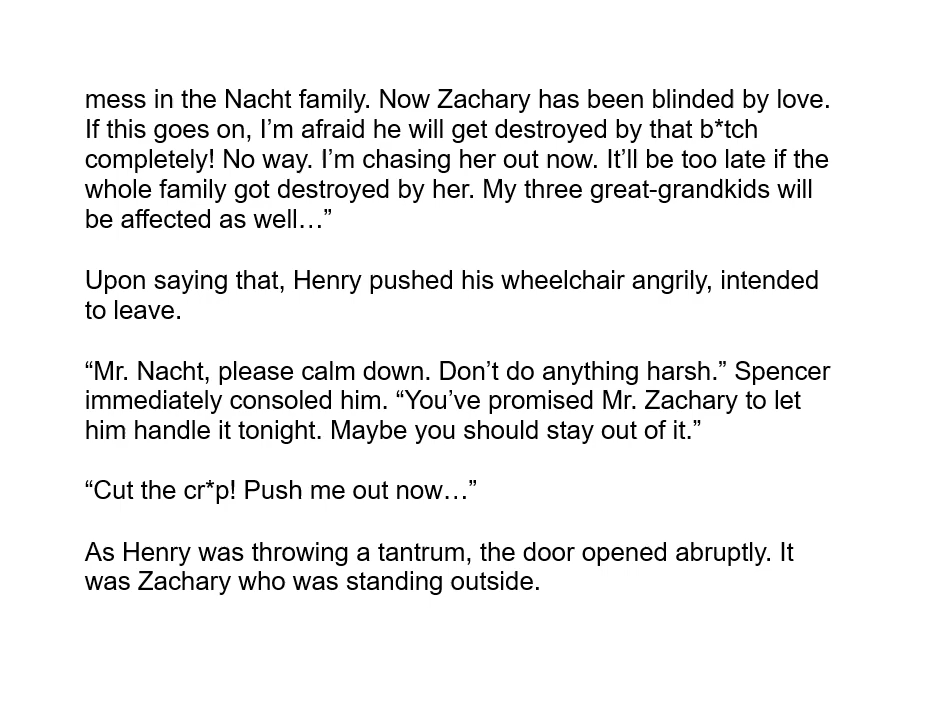 mess in the Nacht family. Now Zachary has been blinded by love.
If this goes on, I’m afraid he will get destroyed by that b*tch
completely! No way. I’m chasing her out now. It’ll be too late if the
whole family got destroyed by her. My three great-grandkids will
be affected as well…”
Upon saying that, Henry pushed his wheelchair angrily, intended
to leave.
“Mr. Nacht, please calm down. Don’t do anything harsh.” Spencer
immediately consoled him. “You’ve promised Mr. Zachary to let
him handle it tonight. Maybe you should stay out of it.”
“Cut the cr*p! Push me out now…”
As Henry was throwing a tantrum, the door opened abruptly. It
was Zachary who was standing outside.